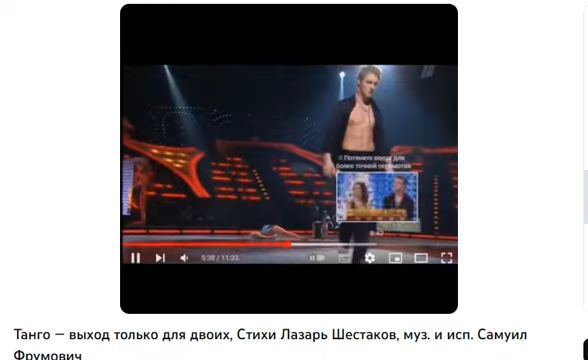 Потяните вверх для
более точной перемотки
5:38 / 11:33
Танго — выход только для двоих, Стихи Лазарь Шестаков, муз. и исп. Самуил
Фрумович